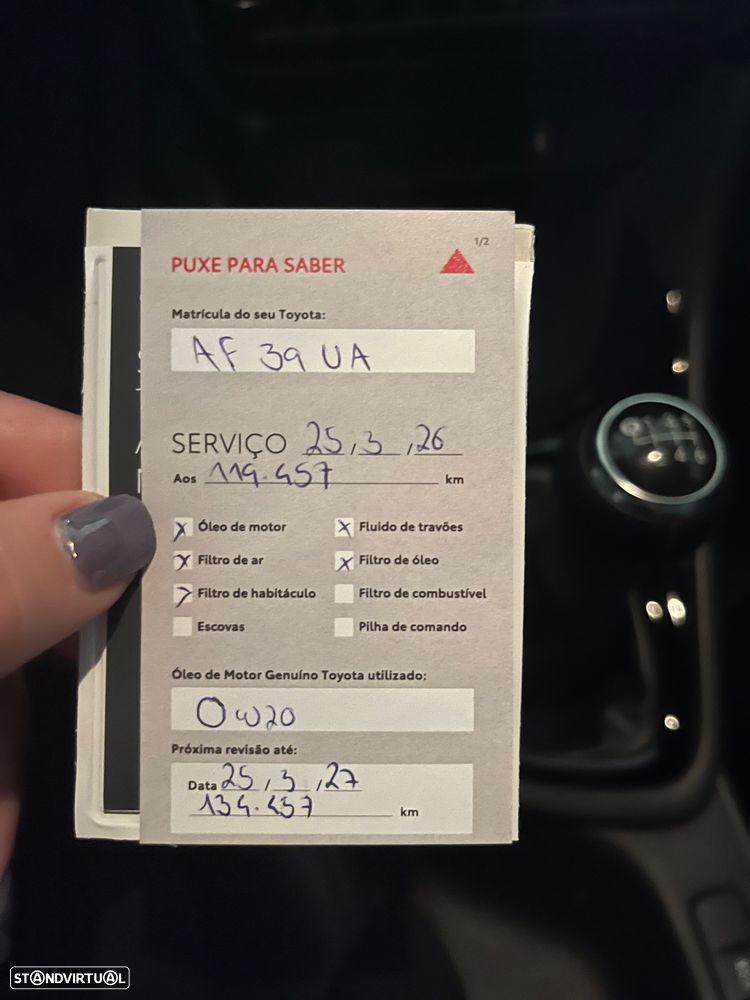 1/2
PUXE PARA SABER
Matrícula do seu Toyota:
AF 39 UA
SERVIÇO 25 / 3 / 26
Aos 119.457 km
x Óleo de motor x Fluido de travões
x Filtro de ar x Filtro de óleo
x Filtro de habitáculo Filtro de combustível
Escovas Pilha de comando
Óleo de Motor Genuíno Toyota utilizado:
0w20
Próxima revisão até:
Data 25 / 3 / 27
134.457 km
STANDVIRTUAL